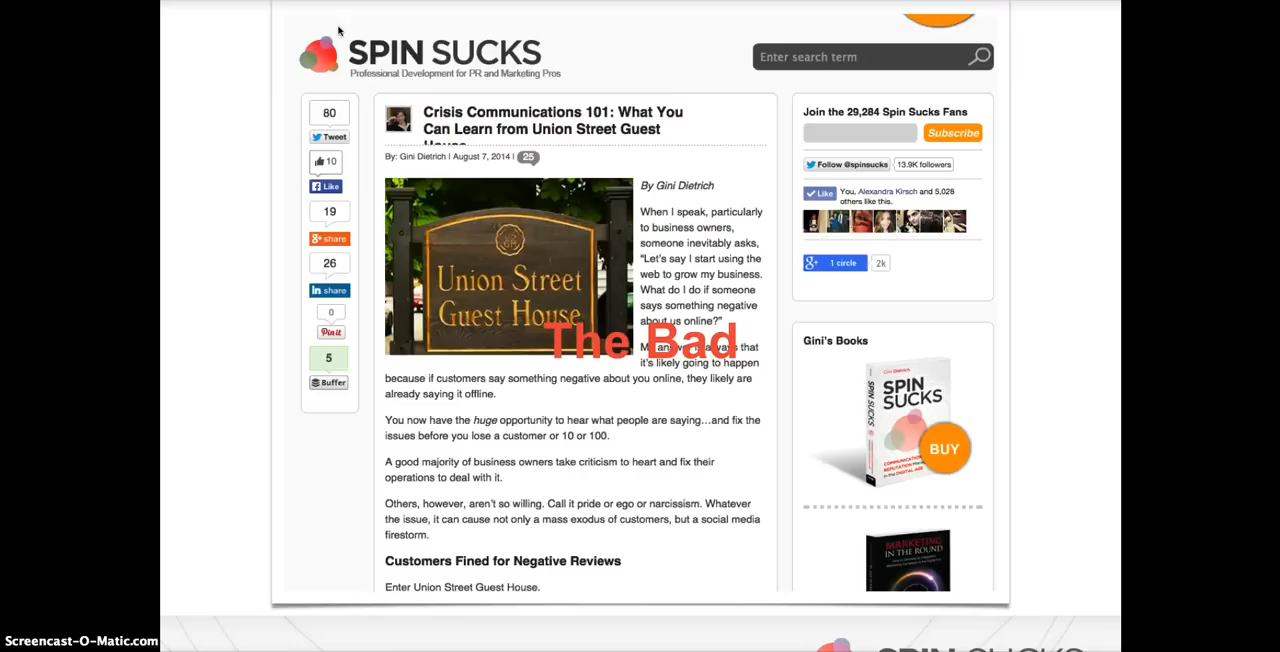 SPIN SUCKS
Professional Development for PR and Marketing Pros
Enter search term
80
Tweet
10
Like
19
g+ share
26
in share
0
Pin it
5
Buffer
Crisis Communications 101: What You
Can Learn from Union Street Guest
By: Gini Dietrich | August 7, 2014 | 25
Union Street
Guest House
The Bad
By Gini Dietrich
When I speak, particularly
to business owners,
someone inevitably asks,
“Let’s say I start using the
web to grow my business.
What do I do if someone
says something negative
about us online?”
that
it’s likely going to happen
because if customers say something negative about you online, they likely are
already saying it offline.
You now have the huge opportunity to hear what people are saying…and fix the
issues before you lose a customer or 10 or 100.
A good majority of business owners take criticism to heart and fix their
operations to deal with it.
Others, however, aren’t so willing. Call it pride or ego or narcissism. Whatever
the issue, it can cause not only a mass exodus of customers, but a social media
firestorm.
Customers Fined for Negative Reviews
Enter Union Street Guest House.
Join the 29,284 Spin Sucks Fans
Subscribe
Follow @spinsucks 13.9K followers
Like You, Alexandra Kirsch and 5,028
others like this.
g+ 1 circle 2k
Gini's Books
Gini Dietrich
SPIN SUCKS
SPIN
SUCKS
BUY
MARKETING
IN THE ROUND
Screencast-O-Matic.com
SPIN SUCKS